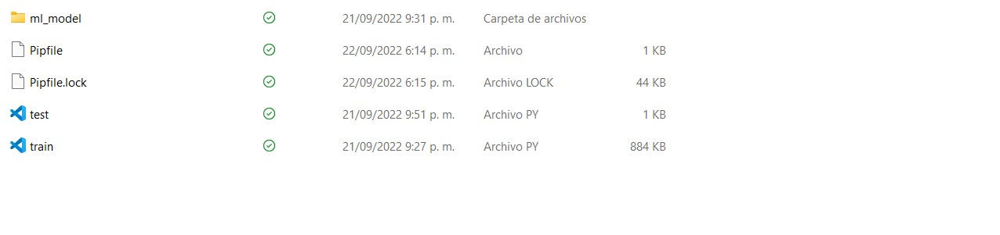 ml_model 21/09/2022 9:31 p. m. Carpeta de archivos
Pipfile 22/09/2022 6:14 p. m. Archivo 1 KB
Pipfile.lock 22/09/2022 6:15 p. m. Archivo LOCK 44 KB
test 21/09/2022 9:51 p. m. Archivo PY 1 KB
train 21/09/2022 9:27 p. m. Archivo PY 884 KB